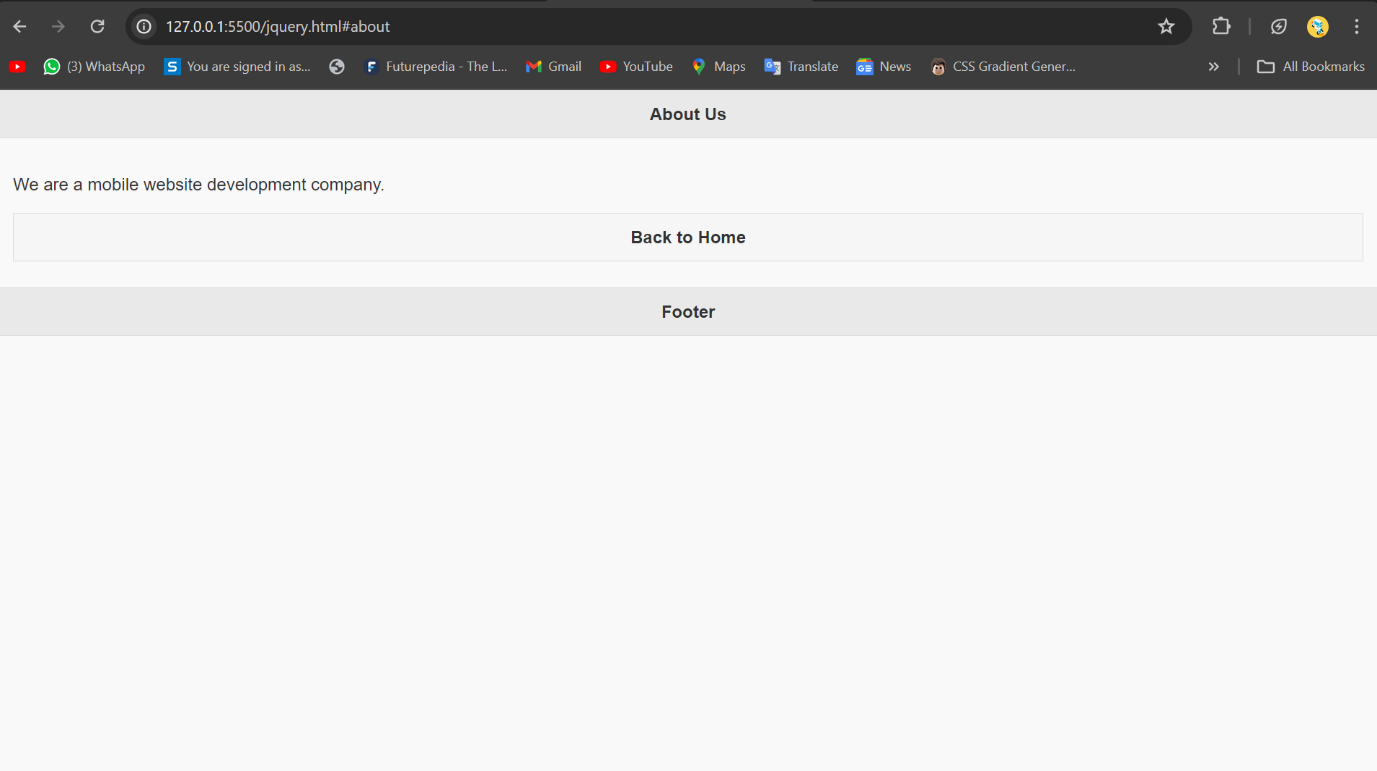 127.0.0.1:5500/jquery.html#about
(3) WhatsApp S You are signed in as... F Futurepedia - The L... Gmail YouTube Maps Translate News CSS Gradient Gener... » All Bookmarks
About Us
We are a mobile website development company.
Back to Home
Footer